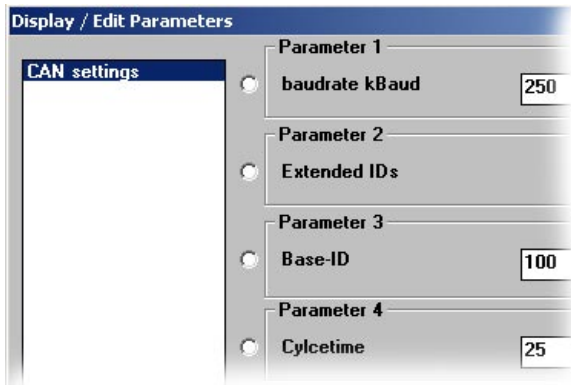 Display / Edit Parameters
CAN settings
Parameter 1
baudrate kBaud 250
Parameter 2
Extended IDs
Parameter 3
Base-ID 100
Parameter 4
Cylcetime 25